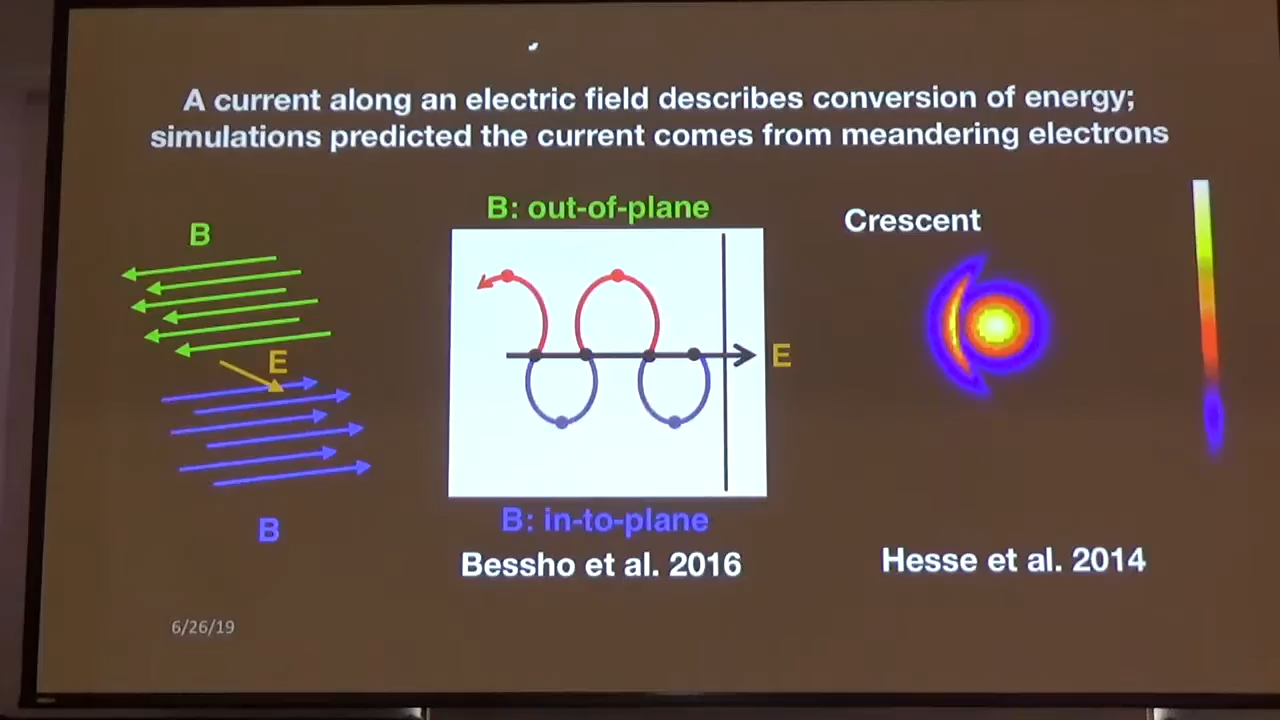 A current along an electric field describes conversion of energy;
simulations predicted the current comes from meandering electrons
B
E
B
B: out-of-plane
E
B: in-to-plane
Bessho et al. 2016
Crescent
Hesse et al. 2014
6/26/19